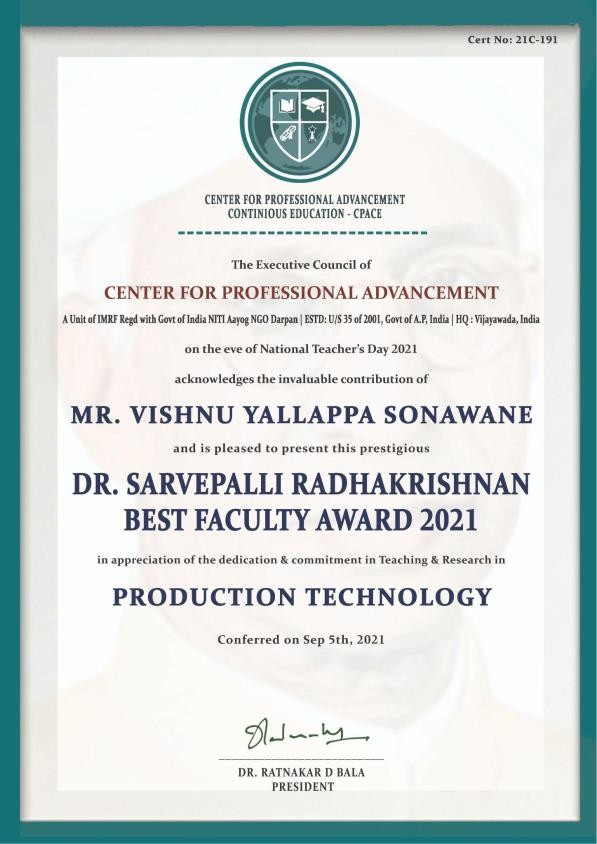 Cert No: 21C-191
CENTER FOR PROFESSIONAL ADVANCEMENT
CONTINIOUS EDUCATION - CPACE
The Executive Council of
CENTER FOR PROFESSIONAL ADVANCEMENT
A Unit of IMRF Regd with Govt of India NITI Aayog NGO Darpan | ESTD: U/S 35 of 2001, Govt of A.P, India | HQ : Vijayawada, India
on the eve of National Teacher's Day 2021
acknowledges the invaluable contribution of
MR. VISHNU YALLAPPA SONAWANE
and is pleased to present this prestigious
DR. SARVEPALLI RADHAKRISHNAN
BEST FACULTY AWARD 2021
in appreciation of the dedication & commitment in Teaching & Research in
PRODUCTION TECHNOLOGY
Conferred on Sep 5th, 2021
DR. RATNAKAR D BALA
PRESIDENT